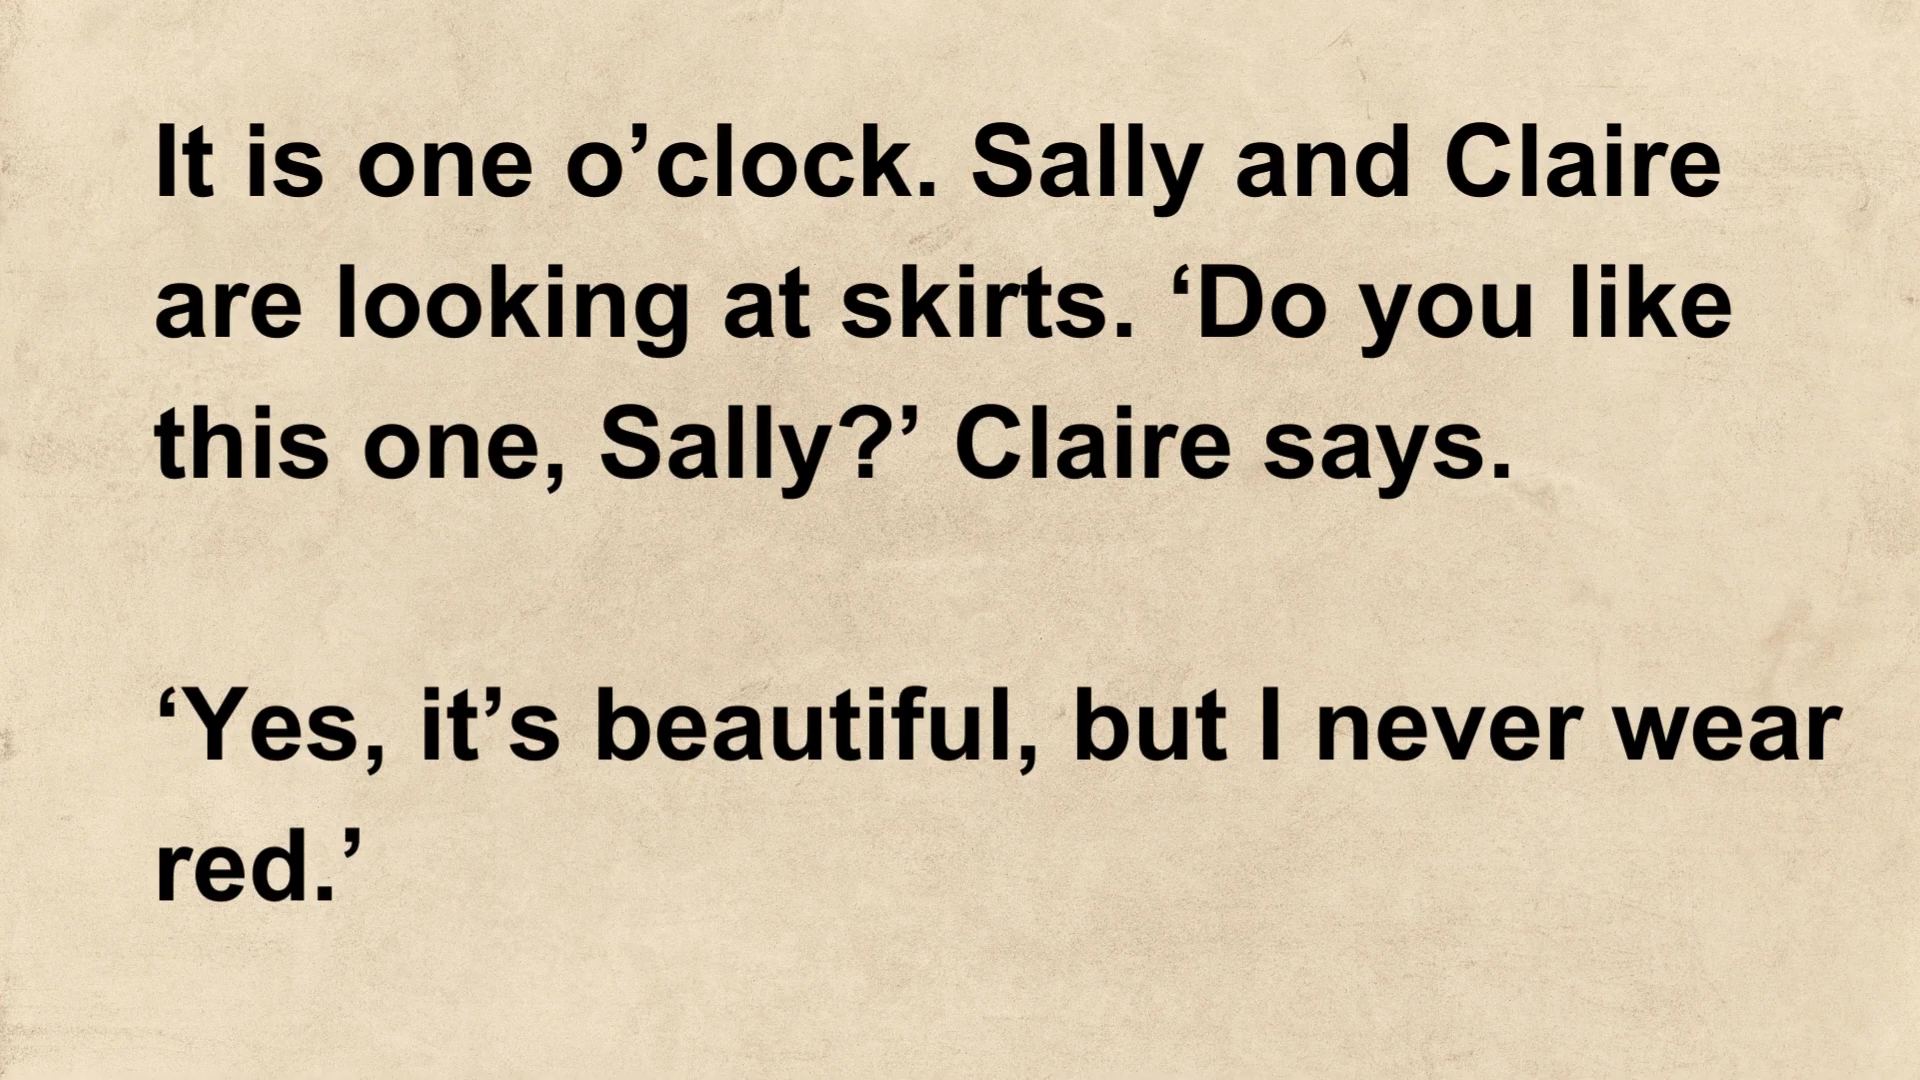 It is one o’clock. Sally and Claire
are looking at skirts. ‘Do you like
this one, Sally?’ Claire says.
‘Yes, it’s beautiful, but I never wear
red.’